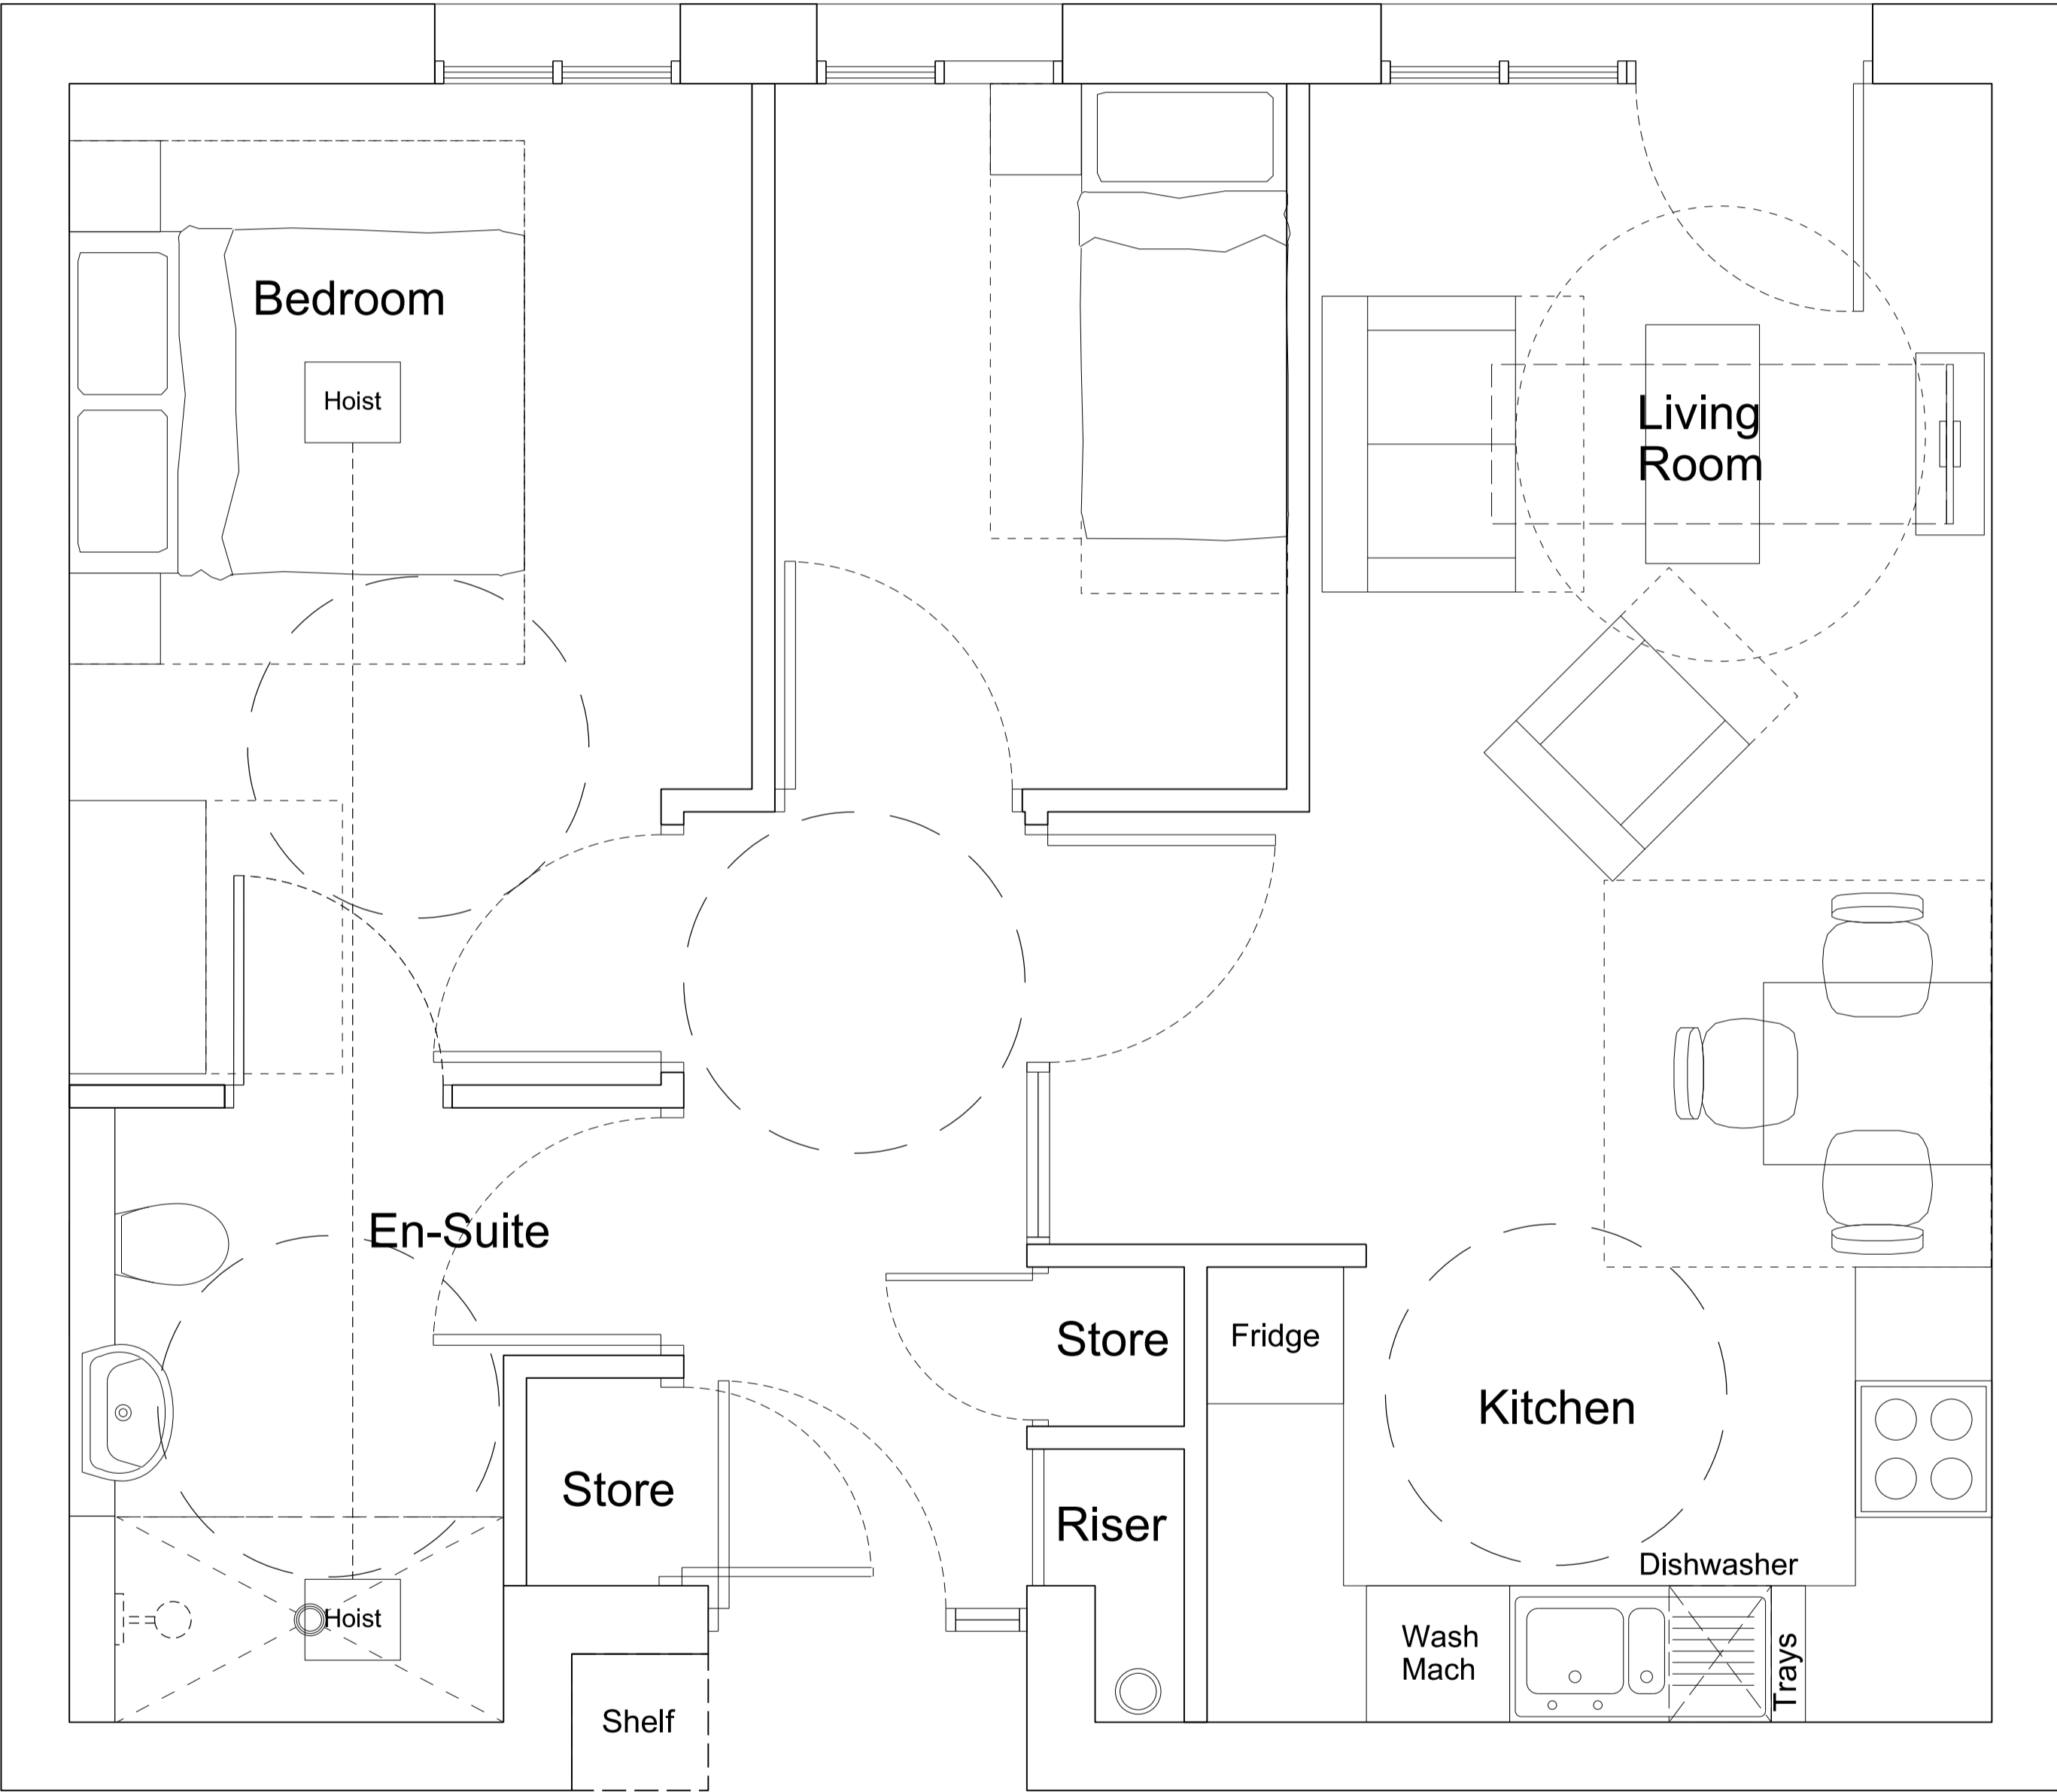 Bedroom
Hoist
Living
Room
En-Suite
Store
Fridge
Kitchen
Store
Riser
Dishwasher
Hoist
Wash
Mach
Trays
Shelf